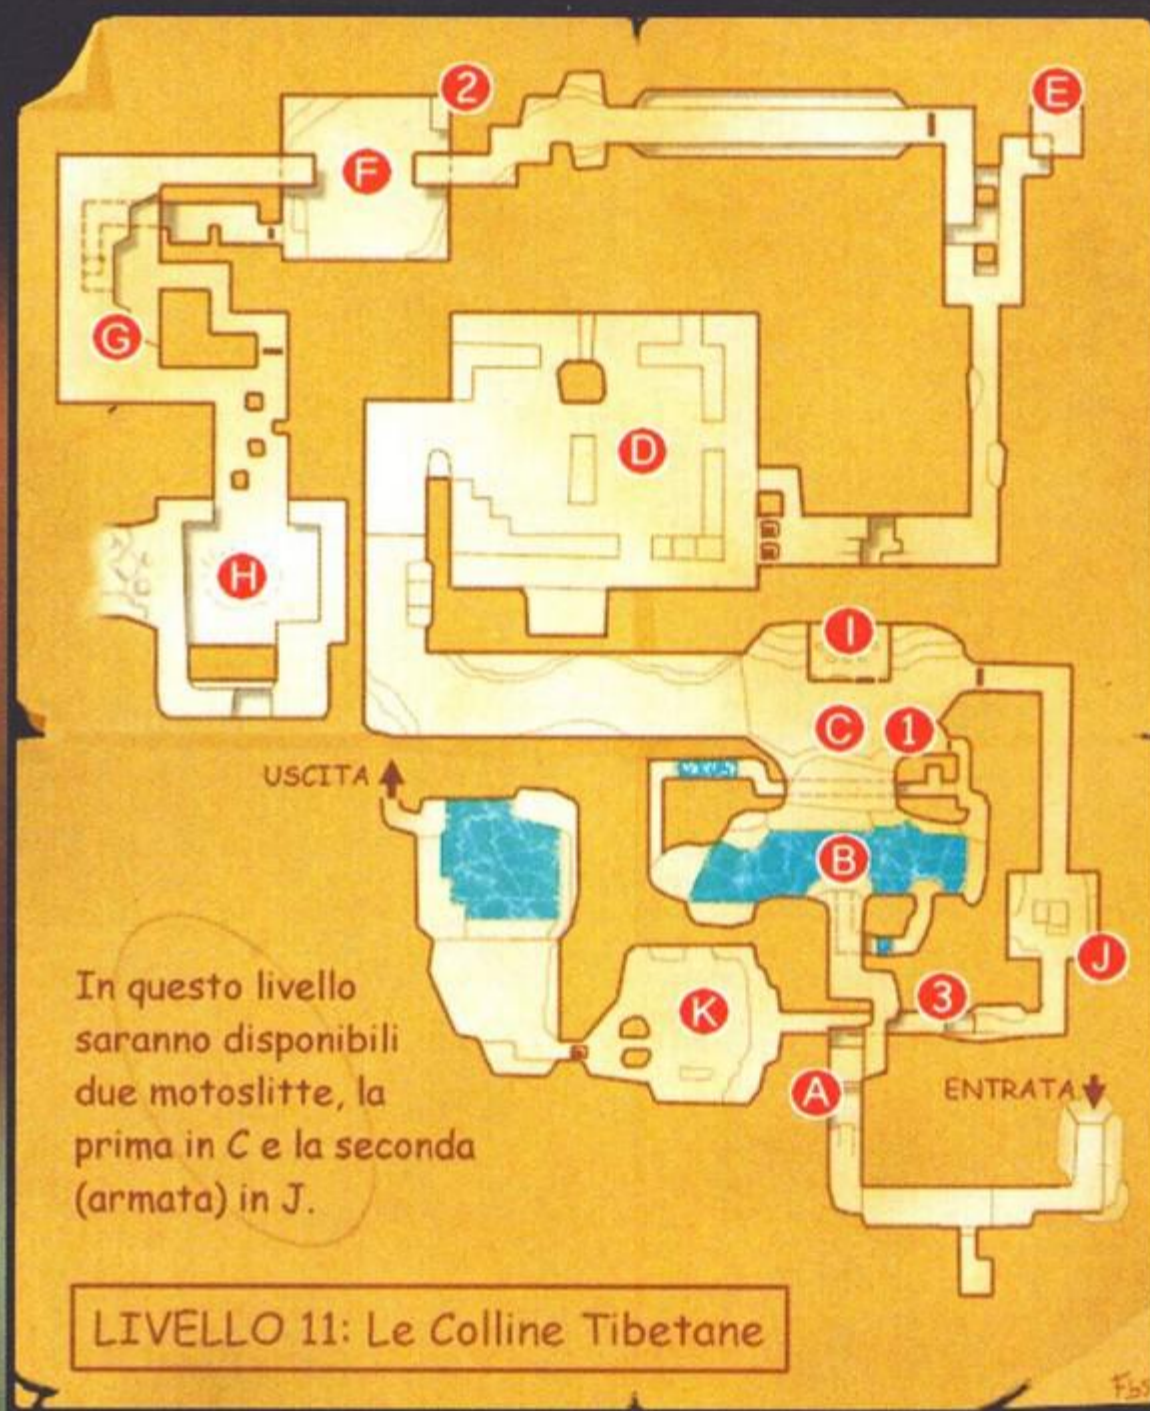 2
E
F
G
D
H
I
C 1
USCITA
B
J
3
K
A
ENTRATA
In questo livello
saranno disponibili
due motoslitte, la
prima in C e la seconda
(armata) in J.
LIVELLO 11: Le Colline Tibetane